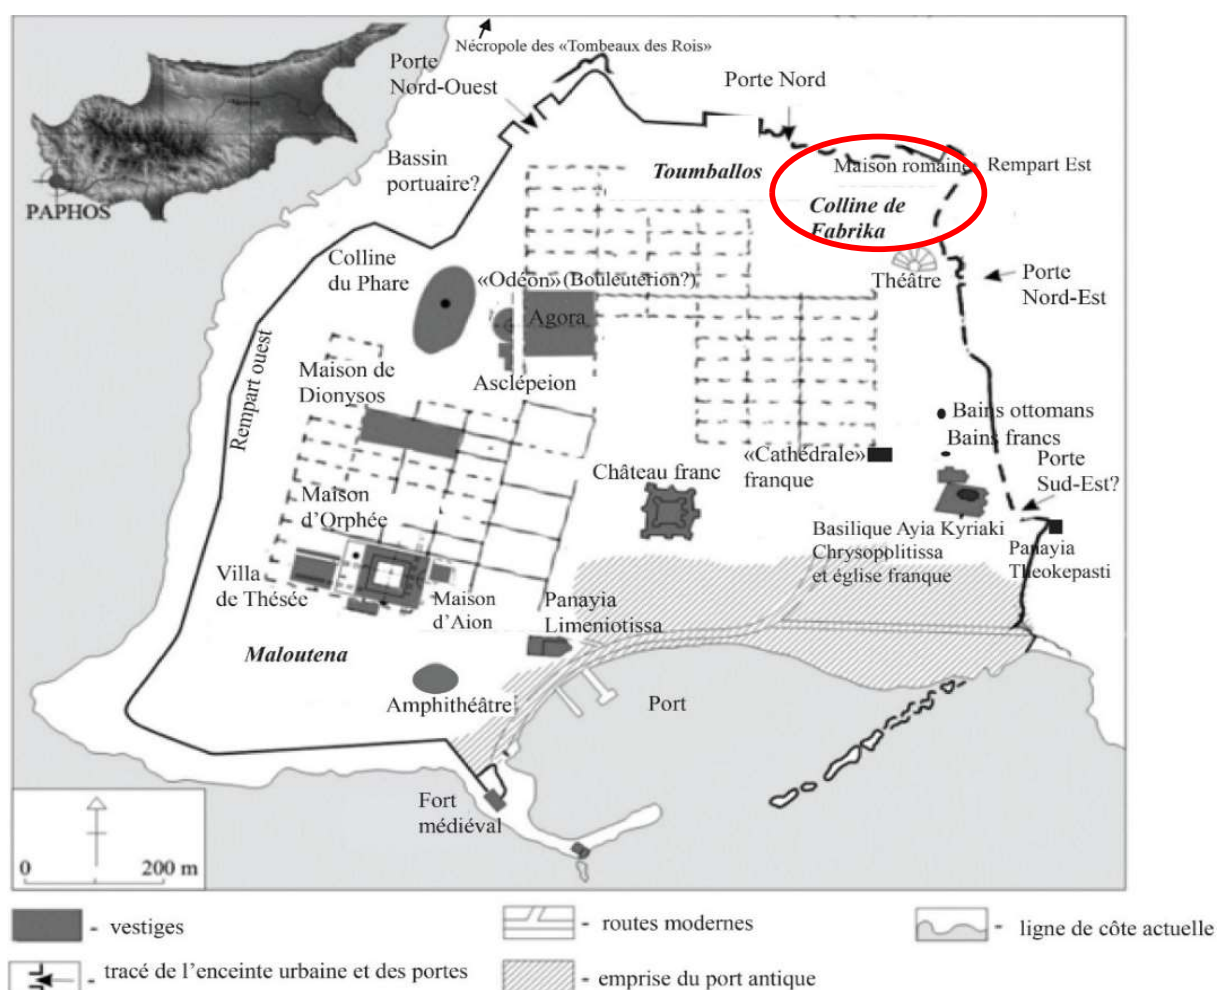 Nécropole des «Tombeaux des Rois»
Porte
Nord-Ouest
Porte Nord
Bassin
portuaire?
Toumballos
Maison romaine
Rempart Est
PAPHOS
Colline de
Fabrika
Colline
du Phare
«Odéon» (Bouleutérion?)
Théâtre
Porte
Nord-Est
Agora
Rempart ouest
Maison de
Dionysos
Asclépeion
Bains ottomans
Bains francs
«Cathédrale»
franque
Château franc
Porte
Sud-Est?
Maison
d'Orphée
Basilique Ayia Kyriaki
Chrysopolitissa
et église franque
Panayia
Theokepasti
Villa
de Thésée
Maison
d'Aion
Panayia
Limeniotissa
Maloutena
Amphithéâtre
Port
Fort
médiéval
0 200 m
- vestiges
- routes modernes
- ligne de côte actuelle
- tracé de l'enceinte urbaine et des portes
- emprise du port antique